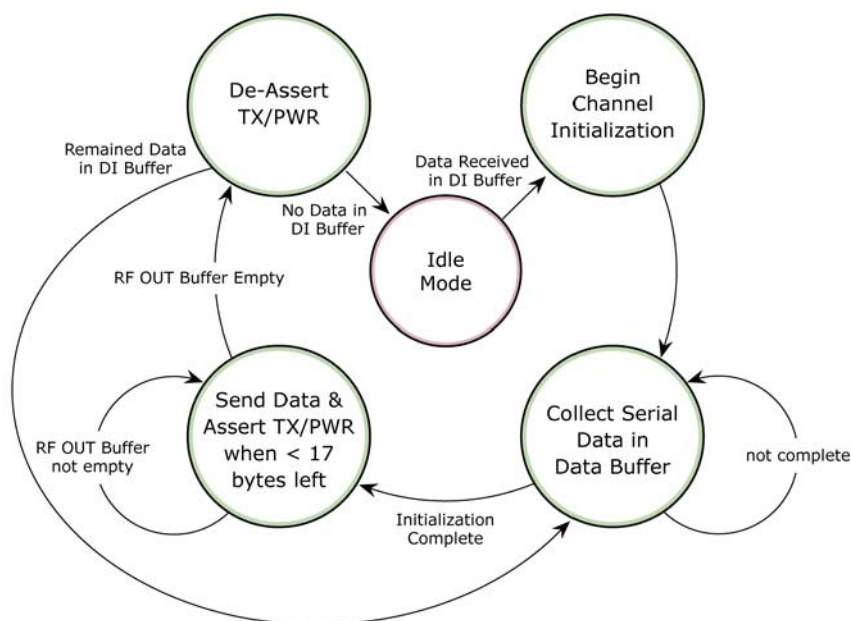 De-Assert
TX/PWR
Begin
Channel
Initialization
Remained Data
in DI Buffer
Data Received
in DI Buffer
No Data in
DI Buffer
Idle
Mode
RF OUT Buffer Empty
Send Data &
Assert TX/PWR
when < 17
bytes left
Collect Serial
Data in
Data Buffer
RF OUT Buffer
not empty
not complete
Initialization
Complete